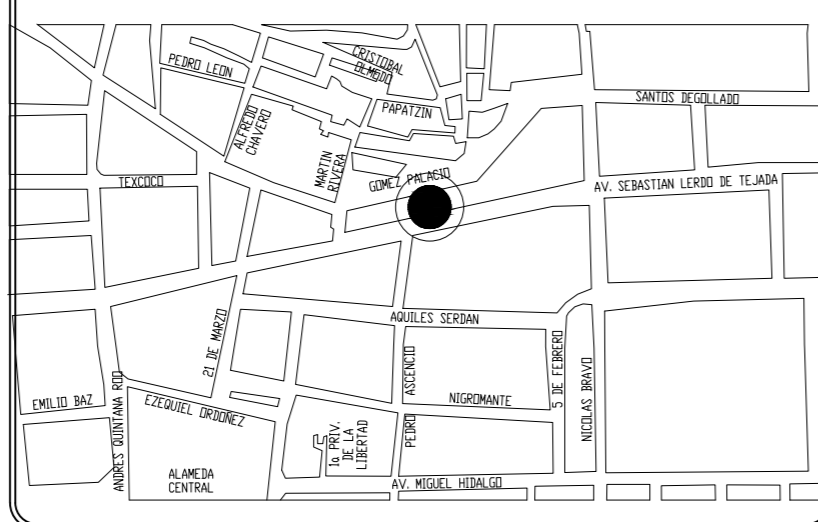 CRISTOBAL
OLMEDO
PEDRO LEON
SANTOS DEGOLLADO
PAPATZIN
ALFREDO
CHAVERO
MARTIN
RIVERA
GOMEZ PALACIO
TEXCOCO
AV. SEBASTIAN LERDO DE TEJADA
AQUILES SERDAN
21 DE MARZO
5 DE FEBRERO
NICOLAS BRAVO
PEDRO ASCENCIO
NIGROMANTE
EMILIO BAZ
ANDRES QUINTANA ROO
EZEQUIEL ORDOÑEZ
1a PRIV.
DE LA
LIBERTAD
ALAMEDA
CENTRAL
AV. MIGUEL HIDALGO